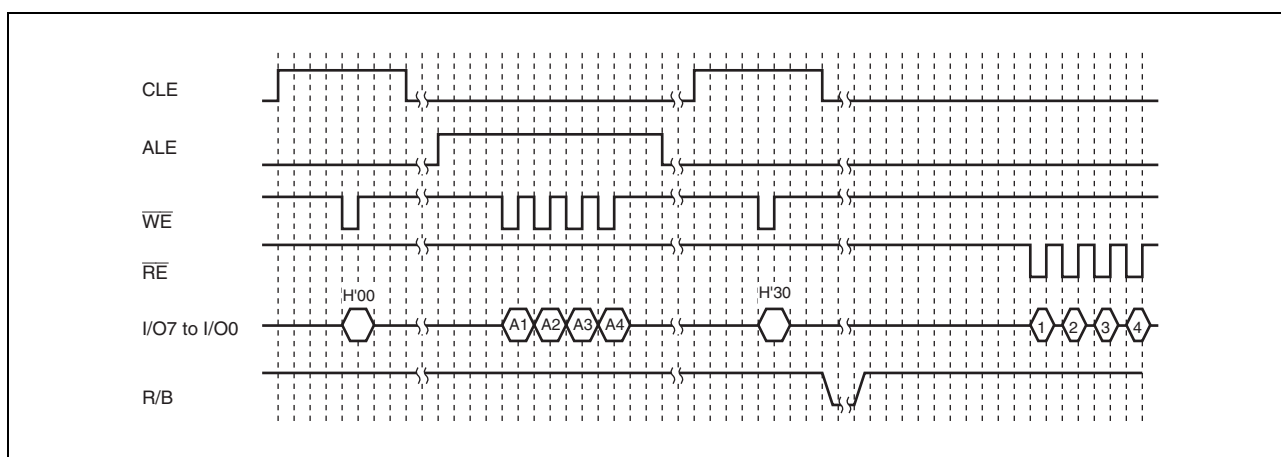 CLE
ALE
WE
RE
H'00
H'30
I/O7 to I/O0
A1 A2 A3 A4
1 2 3 4
R/B